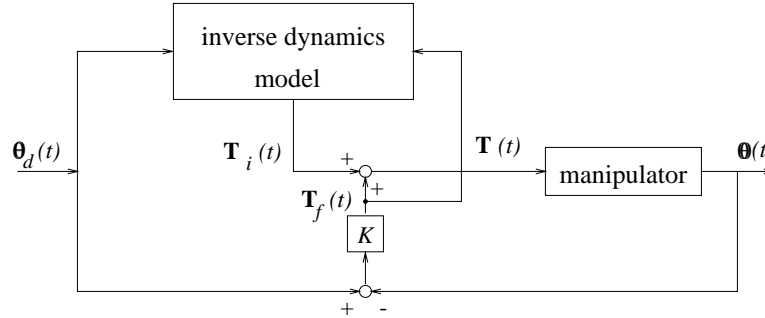 inverse dynamics
model
θd(t)
Ti(t)
+
T(t)
θ(t
manipulator
+
Tf(t)
K
+
-